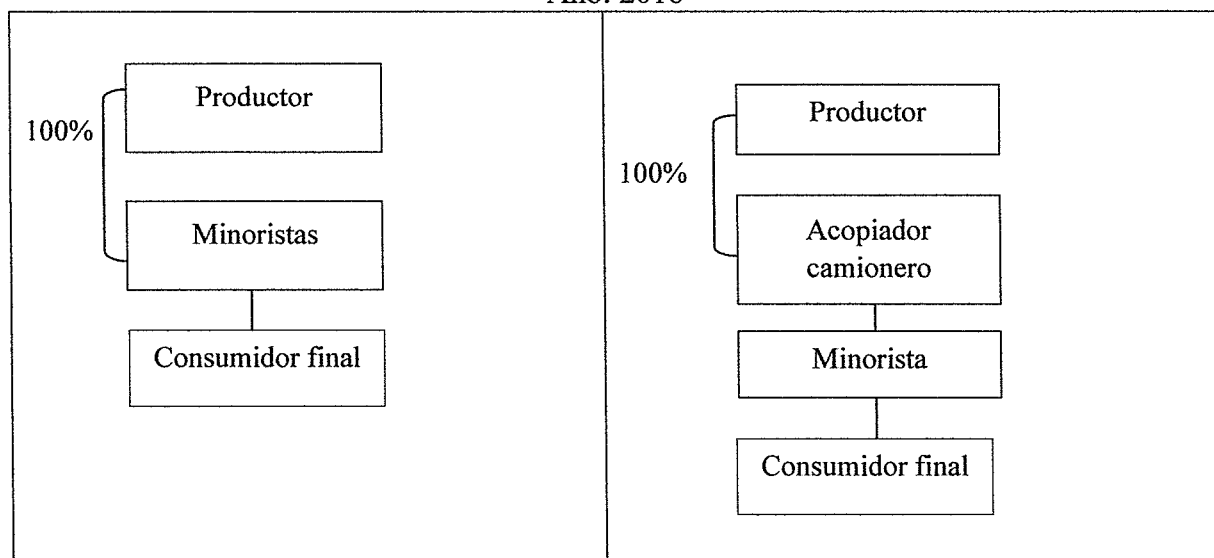 Productor
100%
Minoristas
Consumidor final
Productor
100%
Acopiador
camionero
Minorista
Consumidor final